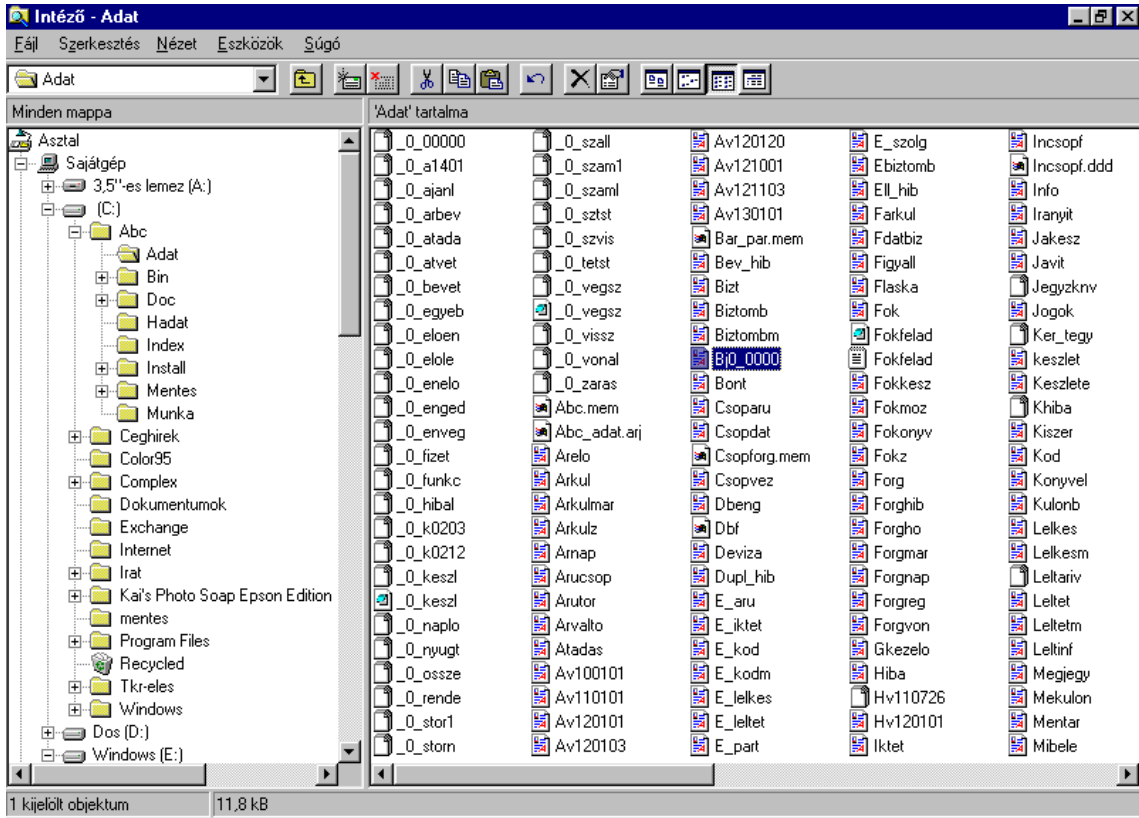 Intéző - Adat
Fájl Szerkesztés Nézet Eszközök Súgó
Adat
Minden mappa
Asztal
Sajátgép
3,5''-es lemez (A:)
(C:)
Abc
Adat
Bin
Doc
Hadat
Index
Install
Mentes
Munka
Ceghirek
Color95
Complex
Dokumentumok
Exchange
Internet
Irat
Kai's Photo Soap Epson Edition
mentes
Program Files
Recycled
Tkr-eles
Windows
Dos (D:)
Windows (E:)
'Adat' tartalma
_0_00000
_0_a1401
_0_ajanl
_0_arbev
_0_atada
_0_atvet
_0_bevet
_0_egyeb
_0_eloen
_0_elole
_0_enelo
_0_enged
_0_enveg
_0_fizet
_0_funkc
_0_hibal
_0_k0203
_0_k0212
_0_keszl
_0_keszl
_0_naplo
_0_nyugt
_0_ossze
_0_rende
_0_stor1
_0_storn
_0_szall
_0_szam1
_0_szaml
_0_sztst
_0_szvis
_0_tetst
_0_vegsz
_0_vegsz
_0_vissz
_0_vonal
_0_zaras
Abc.mem
Abc_adat.arj
Arelo
Arkul
Arkulmar
Arkulz
Arnap
Arucsop
Arutor
Arvalto
Atadas
Av100101
Av110101
Av120101
Av120103
Av120120
Av121001
Av121103
Av130101
Bar_par.mem
Bev_hib
Bizt
Biztomb
Biztombm
Bj0_0000
Bont
Csoparu
Csopdat
Csopforg.mem
Csopvez
Dbeng
Dbf
Deviza
Dupl_hib
E_aru
E_iktet
E_kod
E_kodm
E_lelkes
E_leltet
E_part
E_szolg
Ebiztomb
Ell_hib
Farkul
Fdatbiz
Figyall
Flaska
Fok
Fokfelad
Fokfelad
Fokkesz
Fokmoz
Fokonyv
Fokz
Forg
Forghib
Forgho
Forgmar
Forgnap
Forgreg
Forgvon
Gkezelo
Hiba
Hv110726
Hv120101
Iktet
Incsopf
Incsopf.ddd
Info
Iranyit
Jakesz
Javit
Jegyzknv
Jogok
Ker_tegy
keszlet
Keszlete
Khiba
Kiszer
Kod
Konyvel
Kulonb
Lelkes
Lelkesm
Leltariv
Leltet
Leltetm
Leltinf
Megjegy
Mekulon
Mentar
Mibele
1 kijelölt objektum
11,8 kB